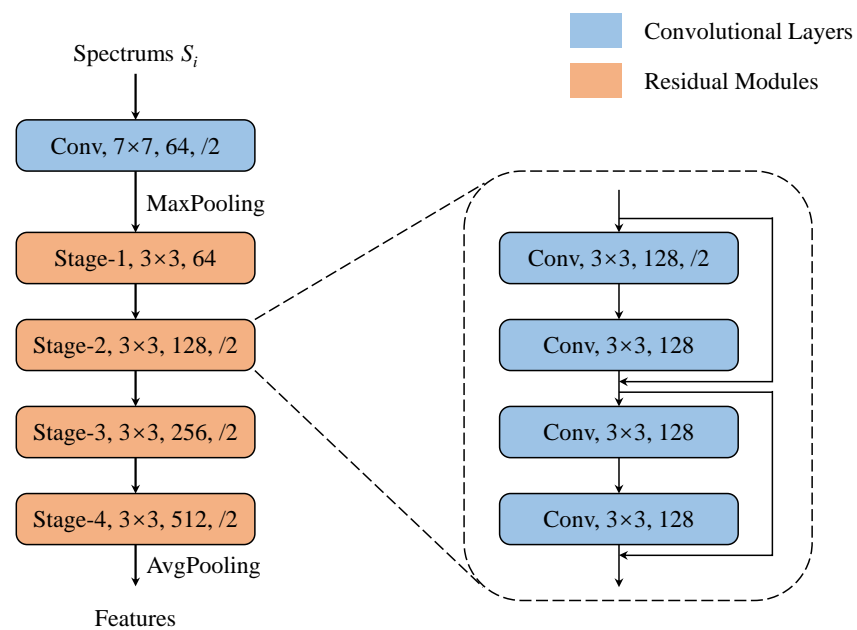 Convolutional Layers
Residual Modules
Spectrums Sᵢ
Conv, 7×7, 64, /2
MaxPooling
Stage-1, 3×3, 64
Stage-2, 3×3, 128, /2
Stage-3, 3×3, 256, /2
Stage-4, 3×3, 512, /2
AvgPooling
Features
Conv, 3×3, 128, /2
Conv, 3×3, 128
Conv, 3×3, 128
Conv, 3×3, 128